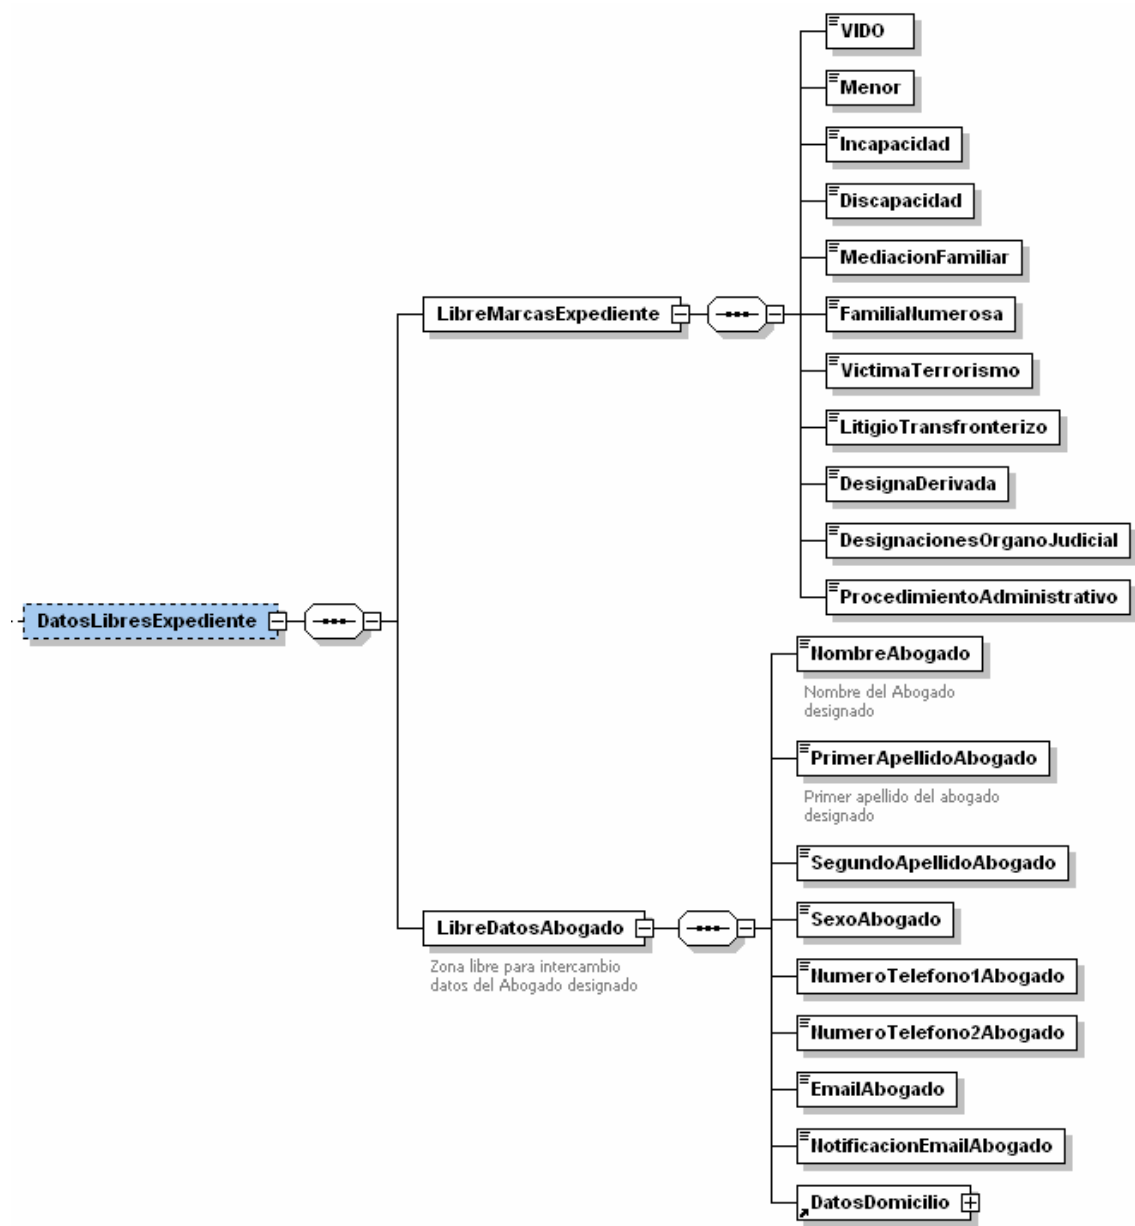 VIDO
Menor
Incapacidad
Discapacidad
MediacionFamiliar
LibreMarcasExpediente
FamiliaNumerosa
VictimaTerrorismo
LitigioTransfronterizo
DesignaDerivada
DesignacionesOrganoJudicial
ProcedimientoAdministrativo
DatosLibresExpediente
NombreAbogado
Nombre del Abogado
designado
PrimerApellidoAbogado
Primer apellido del abogado
designado
SegundoApellidoAbogado
SexoAbogado
LibreDatosAbogado
Zona libre para intercambio
datos del Abogado designado
NumeroTelefono1Abogado
NumeroTelefono2Abogado
EmailAbogado
NotificacionEmailAbogado
DatosDomicilio